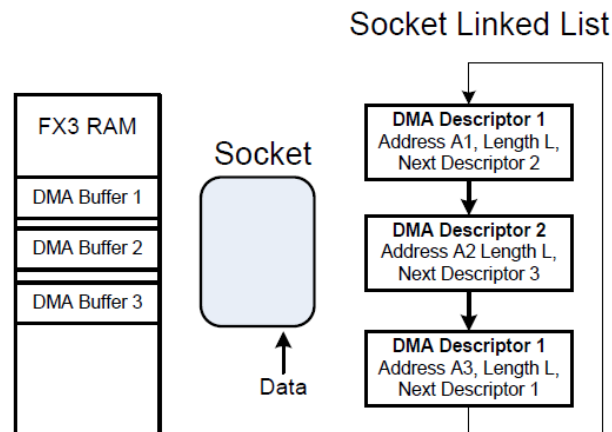 Socket Linked List
FX3 RAM
DMA Buffer 1
DMA Buffer 2
DMA Buffer 3
Socket
Data
DMA Descriptor 1
Address A1, Length L,
Next Descriptor 2
DMA Descriptor 2
Address A2 Length L,
Next Descriptor 3
DMA Descriptor 1
Address A3, Length L,
Next Descriptor 1